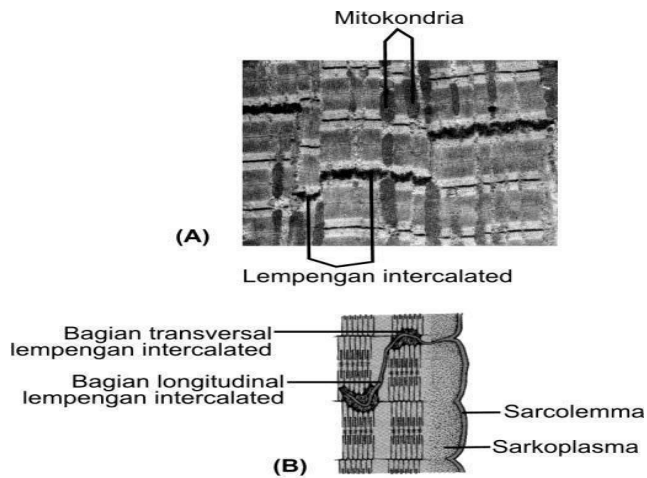 Mitokondria
(A)
Lempengan intercalated
Bagian transversal
lempengan intercalated
Bagian longitudinal
lempengan intercalated
Sarcolemma
Sarkoplasma
(B)